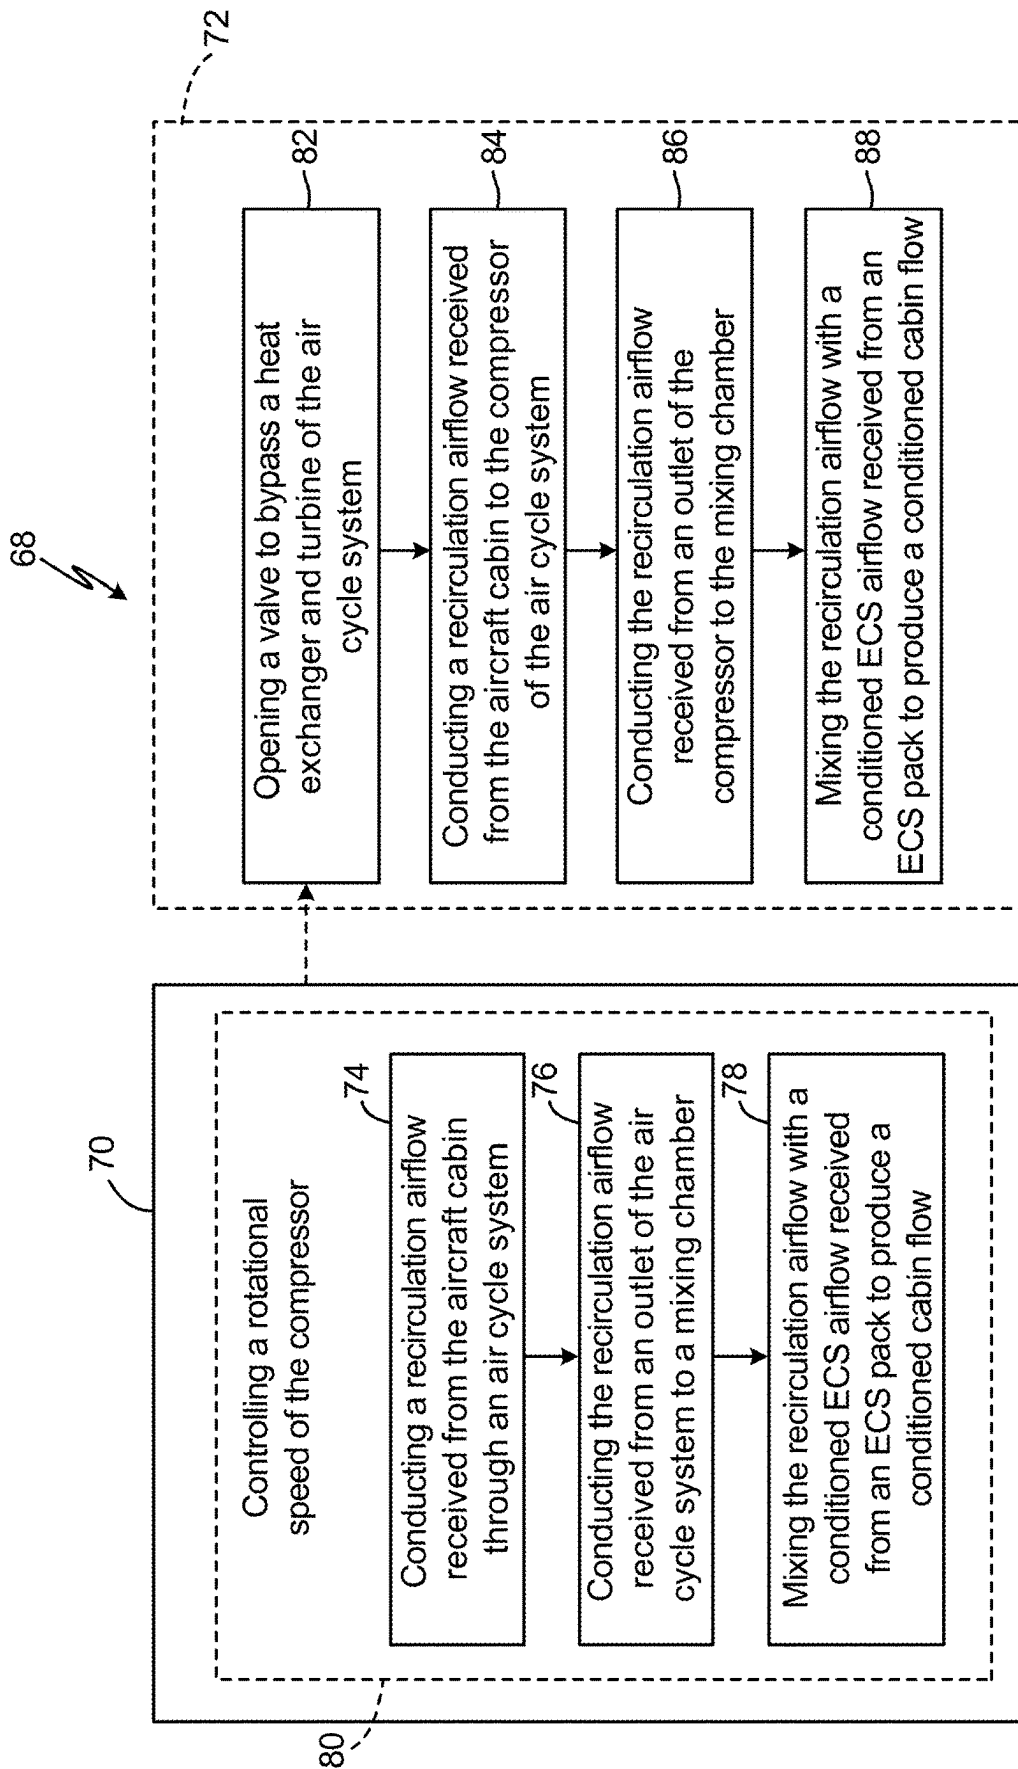 68
70
80
Controlling a rotational
speed of the compressor
74
Conducting a recirculation airflow
received from the aircraft cabin
through an air cycle system
76
Conducting the recirculation airflow
received from an outlet of the air
cycle system to a mixing chamber
78
Mixing the recirculation airflow with a
conditioned ECS airflow received
from an ECS pack to produce a
conditioned cabin flow
72
82
Opening a valve to bypass a heat
exchanger and turbine of the air
cycle system
84
Conducting a recirculation airflow received
from the aircraft cabin to the compressor
of the air cycle system
86
Conducting the recirculation airflow
received from an outlet of the
compressor to the mixing chamber
88
Mixing the recirculation airflow with a
conditioned ECS airflow received from an
ECS pack to produce a conditioned cabin flow